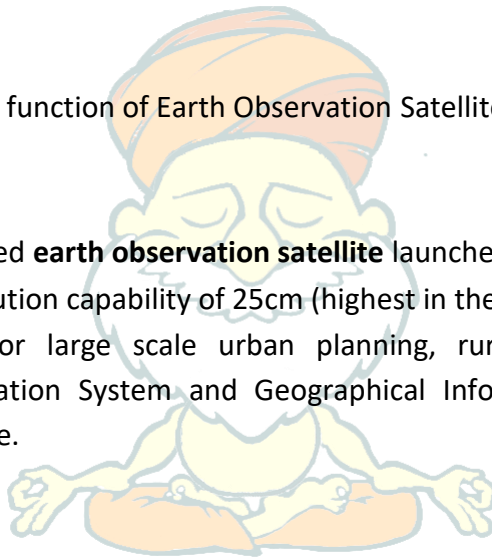 function of Earth Observation Satellite
ed earth observation satellite launche
ution capability of 25cm (highest in the
or large scale urban planning, rur
ation System and Geographical Info
e.